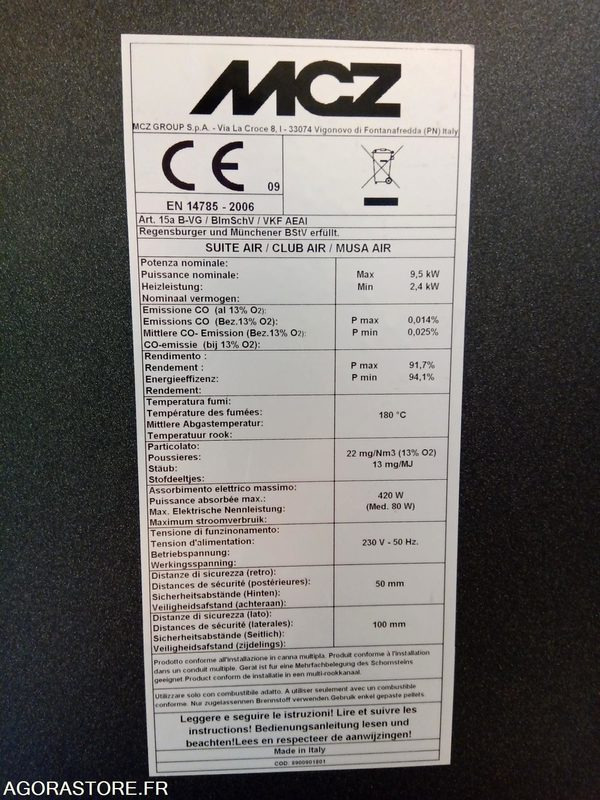 MCZ
MCZ GROUP S.p.A. - Via La Croce 8, I - 33074 Vigonovo di Fontanafredda (PN) Italy
CE 09
EN 14785 - 2006
Art. 15a B-VG / BImSchV / VKF AEAI
Regensburger und Münchener BStV erfüllt.
SUITE AIR / CLUB AIR / MUSA AIR
Potenza nominale:
Puissance nominale: Max 9,5 kW
Heizleistung: Min 2,4 kW
Nominaal vermogen:
Emissione CO (al 13% O2):
Emissions CO (Bez.13% O2): P max 0,014%
Mittlere CO- Emission (Bez.13% O2): P min 0,025%
CO-emissie (bij 13% O2):
Rendimento :
Rendement : P max 91,7%
Energieeffizenz: P min 94,1%
Rendement:
Temperatura fumi:
Température des fumées:
Mittlere Abgastemperatur: 180 °C
Temperatuur rook:
Particolato:
Poussieres: 22 mg/Nm3 (13% O2)
Stäub: 13 mg/MJ
Stofdeeltjes:
Assorbimento elettrico massimo:
Puissance absorbée max.: 420 W
Max. Elektrische Nennleistung: (Med. 80 W)
Maximum stroomverbruik:
Tensione di funzinonamento:
Tension d'alimentation: 230 V - 50 Hz.
Betriebspannung:
Werkingsspanning:
Distanze di sicurezza (retro):
Distances de sécurité (postérieures): 50 mm
Sicherheitsabstände (Hinten):
Veiligheidsafstand (achteraan):
Distanze di sicurezza (lato):
Distances de sécurité (laterales): 100 mm
Sicherheitsabstände (Seitlich):
Veiligheidsafstand (zijdelings):
Prodotto conforme all'installazione in canna multipla. Produit conforme à l'installation
dans un conduit multiple. Gerät ist fur eine Mehrfachbelegung des Schornsteins
geeignet Product conform de installatie in een multi-rookkanaal.
Utilizzare solo con combustibile adatto. A utiliser seulement avec un combustible
conforme. Nur zugelassenen Brennstoff verwenden.Gebruik enkel gepaste pellets.
Leggere e seguire le istruzioni! Lire et suivre les
instructions! Bedienungsanleitung lesen und
beachten!Lees en respecteer de aanwijzingen!
Made in Italy
COD: 8900901801
AGORASTORE.FR